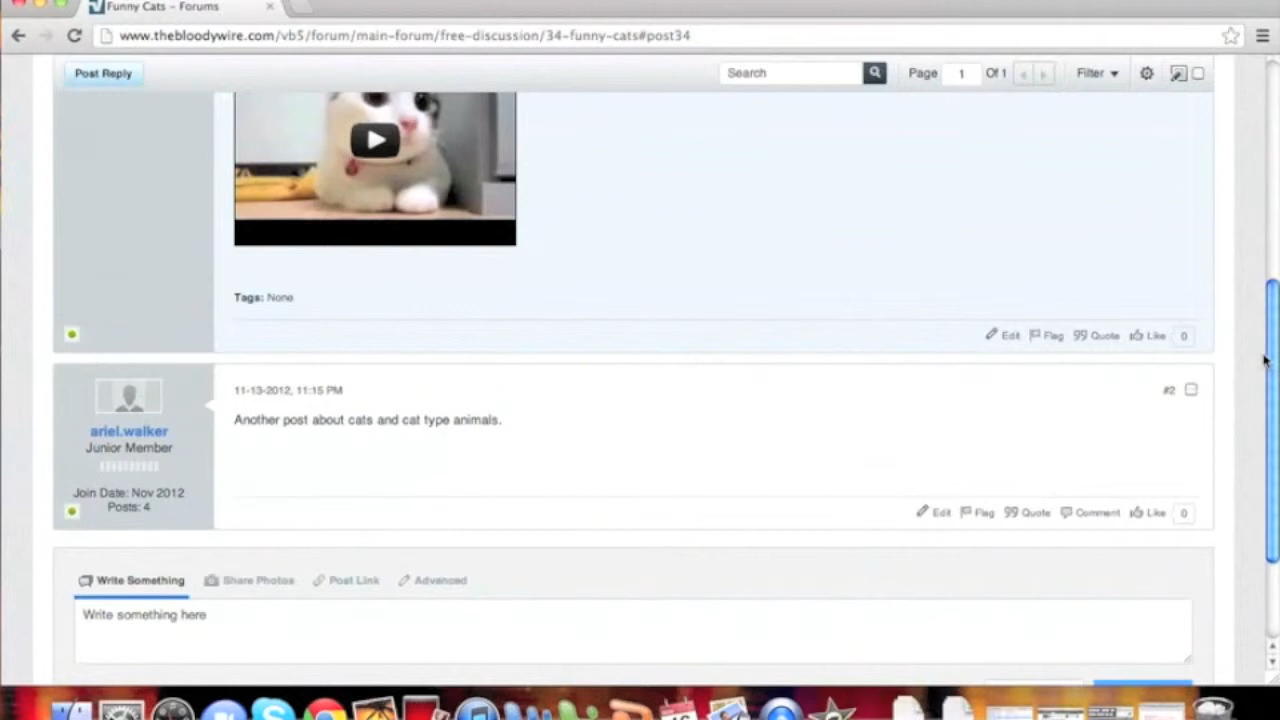 Funny Cats - Forums
www.thebloodywire.com/vb5/forum/main-forum/free-discussion/34-funny-cats#post34
Post Reply
Search
Page 1 Of 1
Filter
Tags: None
Edit Flag Quote Like 0
11-13-2012, 11:15 PM
#2
ariel.walker
Junior Member
Another post about cats and cat type animals.
Join Date: Nov 2012
Posts: 4
Edit Flag Quote Comment Like 0
Write Something Share Photos Post Link Advanced
Write something here